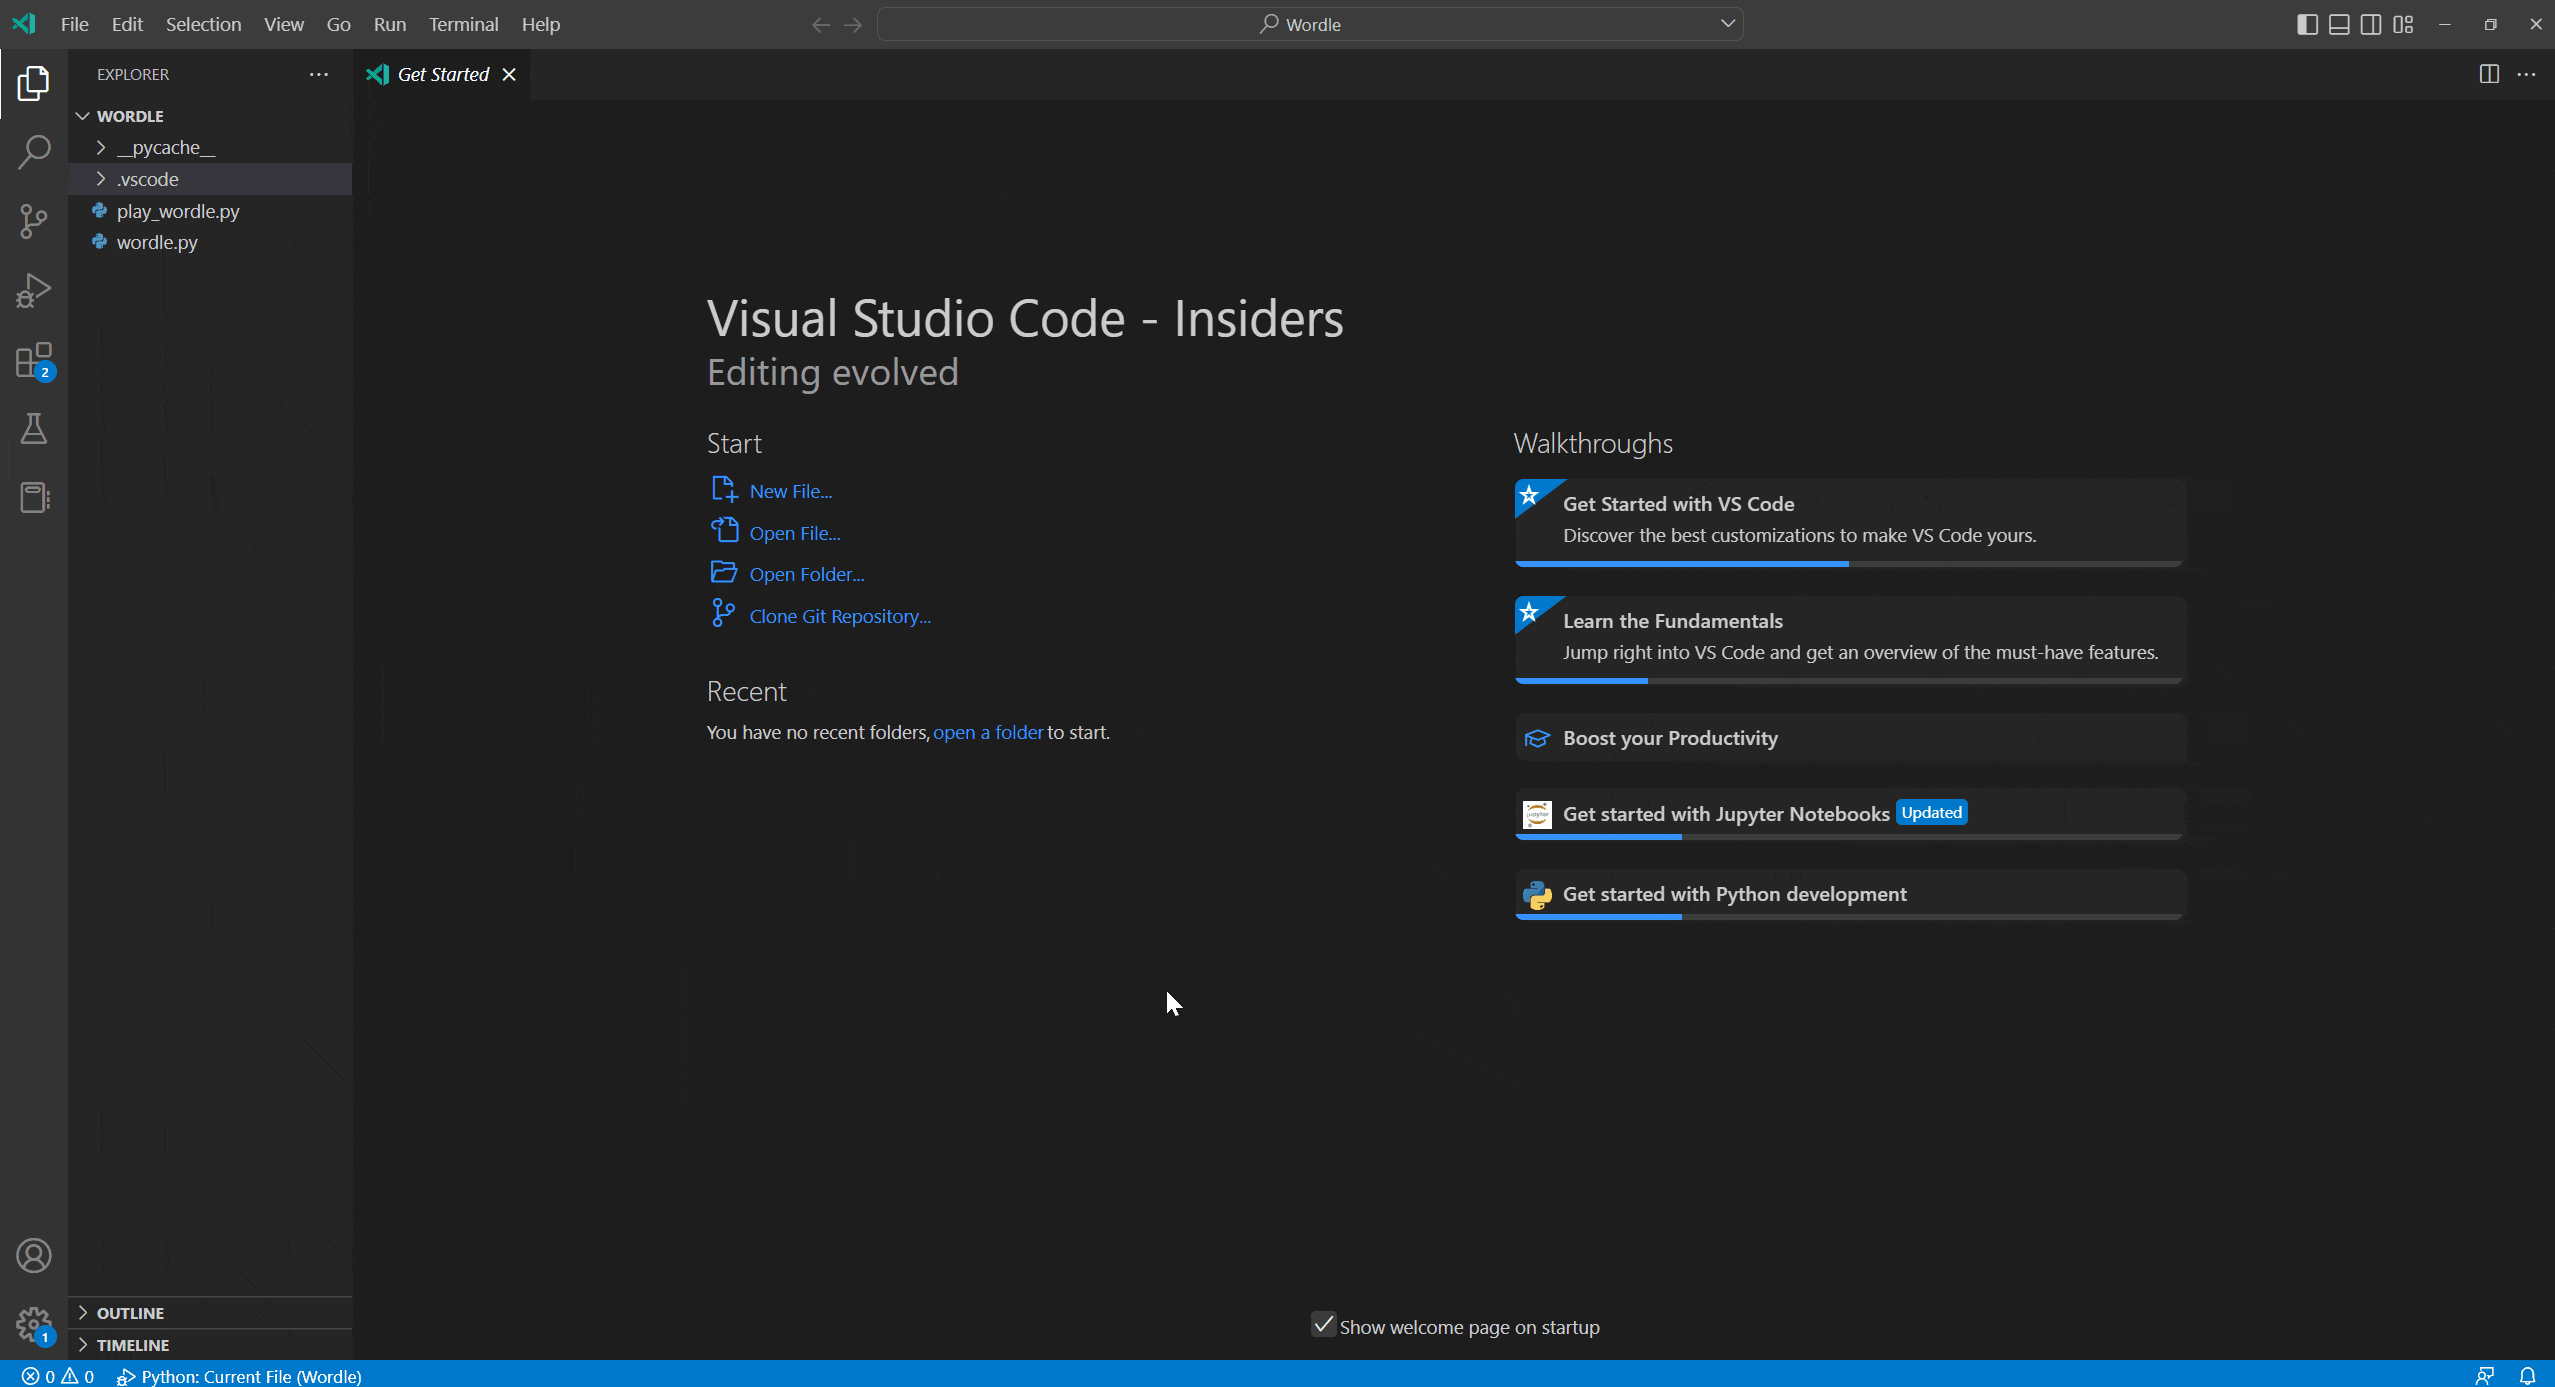 File Edit Selection View Go Run Terminal Help
Wordle
EXPLORER
Get Started
WORDLE
__pycache__
.vscode
play_wordle.py
wordle.py
Visual Studio Code - Insiders
Editing evolved
Start
New File...
Open File...
Open Folder...
Clone Git Repository...
Recent
You have no recent folders, open a folder to start.
Walkthroughs
Get Started with VS Code
Discover the best customizations to make VS Code yours.
Learn the Fundamentals
Jump right into VS Code and get an overview of the must-have features.
Boost your Productivity
Get started with Jupyter Notebooks Updated
jupyter
Get started with Python development
2
1
OUTLINE
TIMELINE
Show welcome page on startup
0 0 Python: Current File (Wordle)